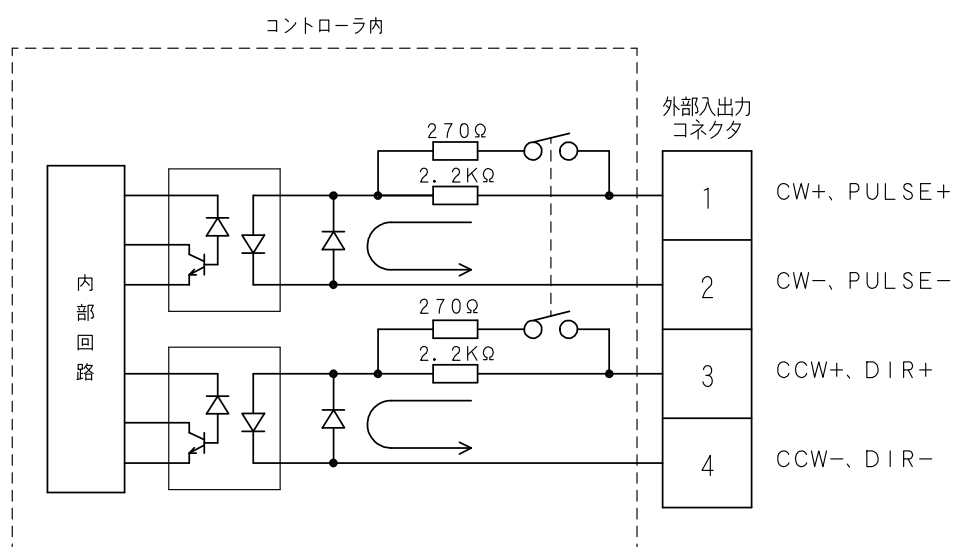 コントローラ内
外部入出力
コネクタ
270Ω
2.2KΩ
1
CW+、PULSE+
2
CW−、PULSE−
内部回路
270Ω
2.2KΩ
3
CCW+、DIR+
4
CCW−、DIR−